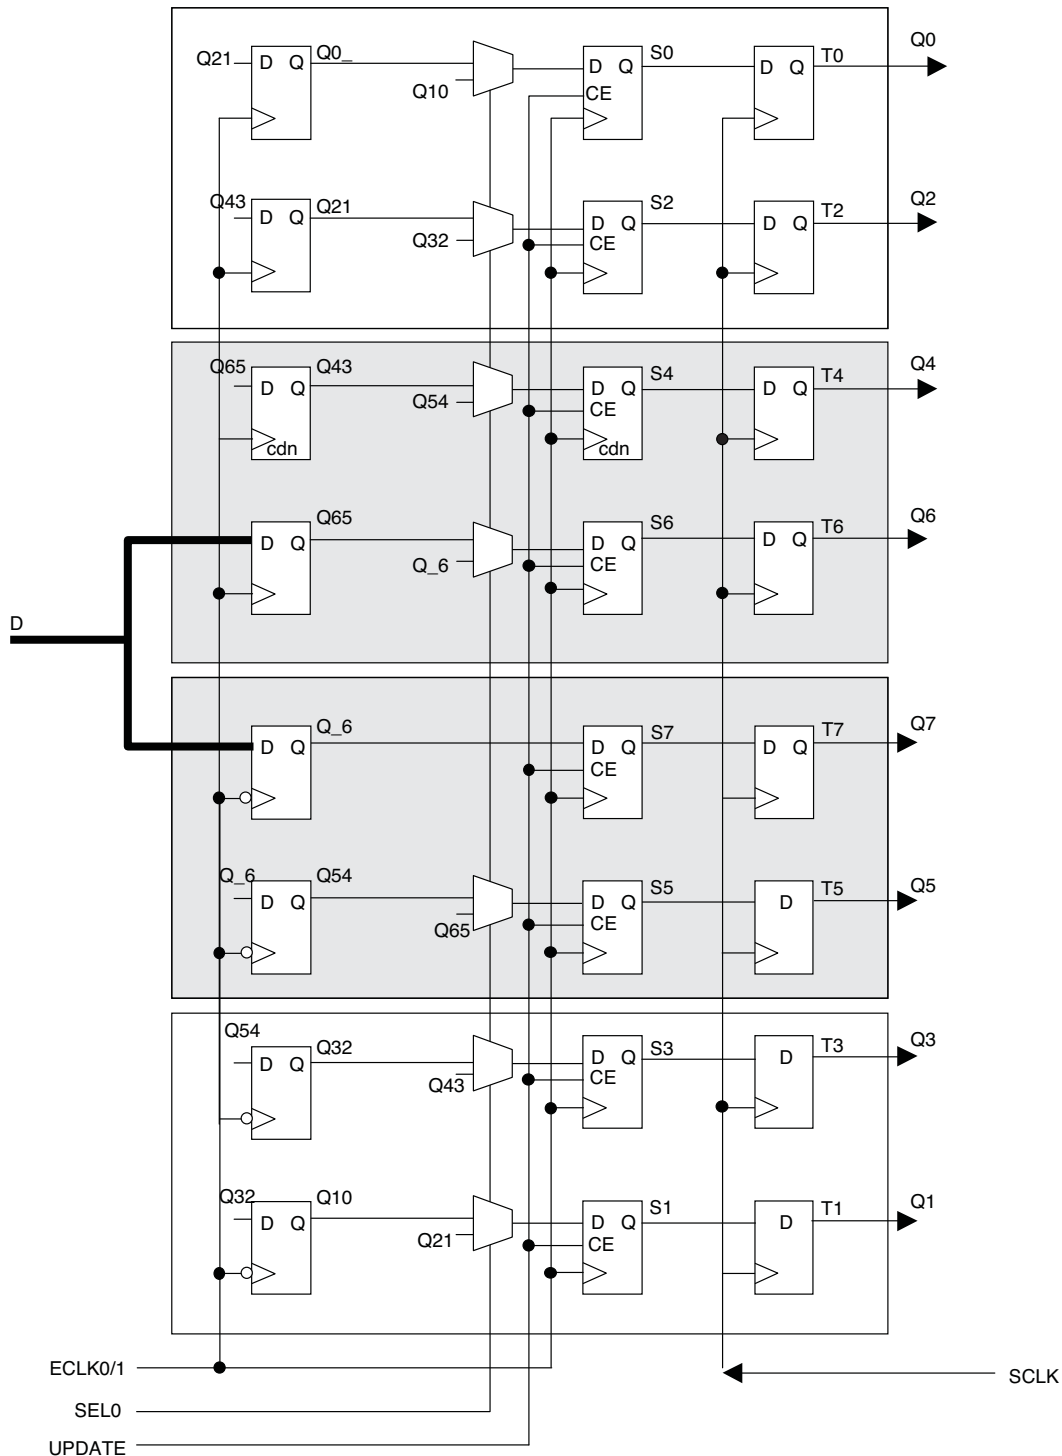 Q0
Q21 D Q Q0_ D Q S0 D Q T0
Q10 CE
Q2
Q43 D Q Q21 D Q S2 D Q T2
Q32 CE
Q4
Q65 D Q Q43 D Q S4 D Q T4
Q54 CE
cdn cdn
Q6
D Q Q65 D Q S6 D Q T6
Q_6 CE
D
Q7
D Q Q_6 D Q S7 D Q T7
CE
Q5
Q_6 D Q Q54 D Q S5 D T5
Q65 CE
Q3
Q54 D Q Q32 D Q S3 D T3
Q43 CE
Q1
Q32 D Q Q10 D Q S1 D T1
Q21 CE
ECLK0/1
SCLK
SEL0
UPDATE